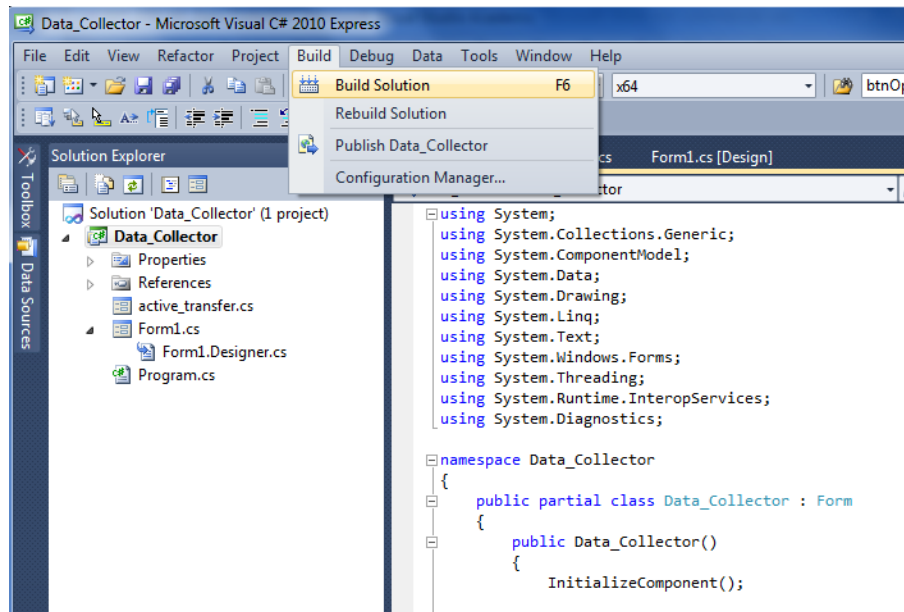 Data_Collector - Microsoft Visual C# 2010 Express
File Edit View Refactor Project Build Debug Data Tools Window Help
Build Solution F6
x64
btnOp
Rebuild Solution
Publish Data_Collector
Configuration Manager...
Solution Explorer
cs Form1.cs [Design]
Toolbox
Data Sources
Solution 'Data_Collector' (1 project)
Data_Collector
Properties
References
active_transfer.cs
Form1.cs
Form1.Designer.cs
Program.cs
using System;
using System.Collections.Generic;
using System.ComponentModel;
using System.Data;
using System.Drawing;
using System.Linq;
using System.Text;
using System.Windows.Forms;
using System.Threading;
using System.Runtime.InteropServices;
using System.Diagnostics;
namespace Data_Collector
{
public partial class Data_Collector : Form
{
public Data_Collector()
{
InitializeComponent();